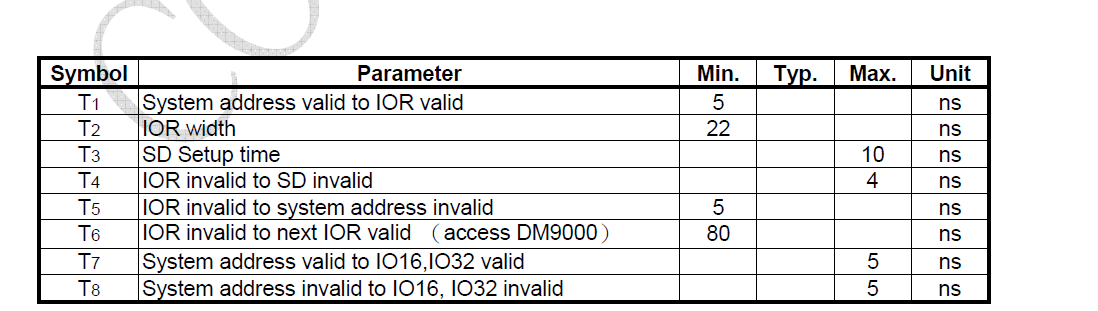 Symbol Parameter Min. Typ. Max. Unit
T1 System address valid to IOR valid 5 ns
T2 IOR width 22 ns
T3 SD Setup time 10 ns
T4 IOR invalid to SD invalid 4 ns
T5 IOR invalid to system address invalid 5 ns
T6 IOR invalid to next IOR valid （access DM9000） 80 ns
T7 System address valid to IO16,IO32 valid 5 ns
T8 System address invalid to IO16, IO32 invalid 5 ns